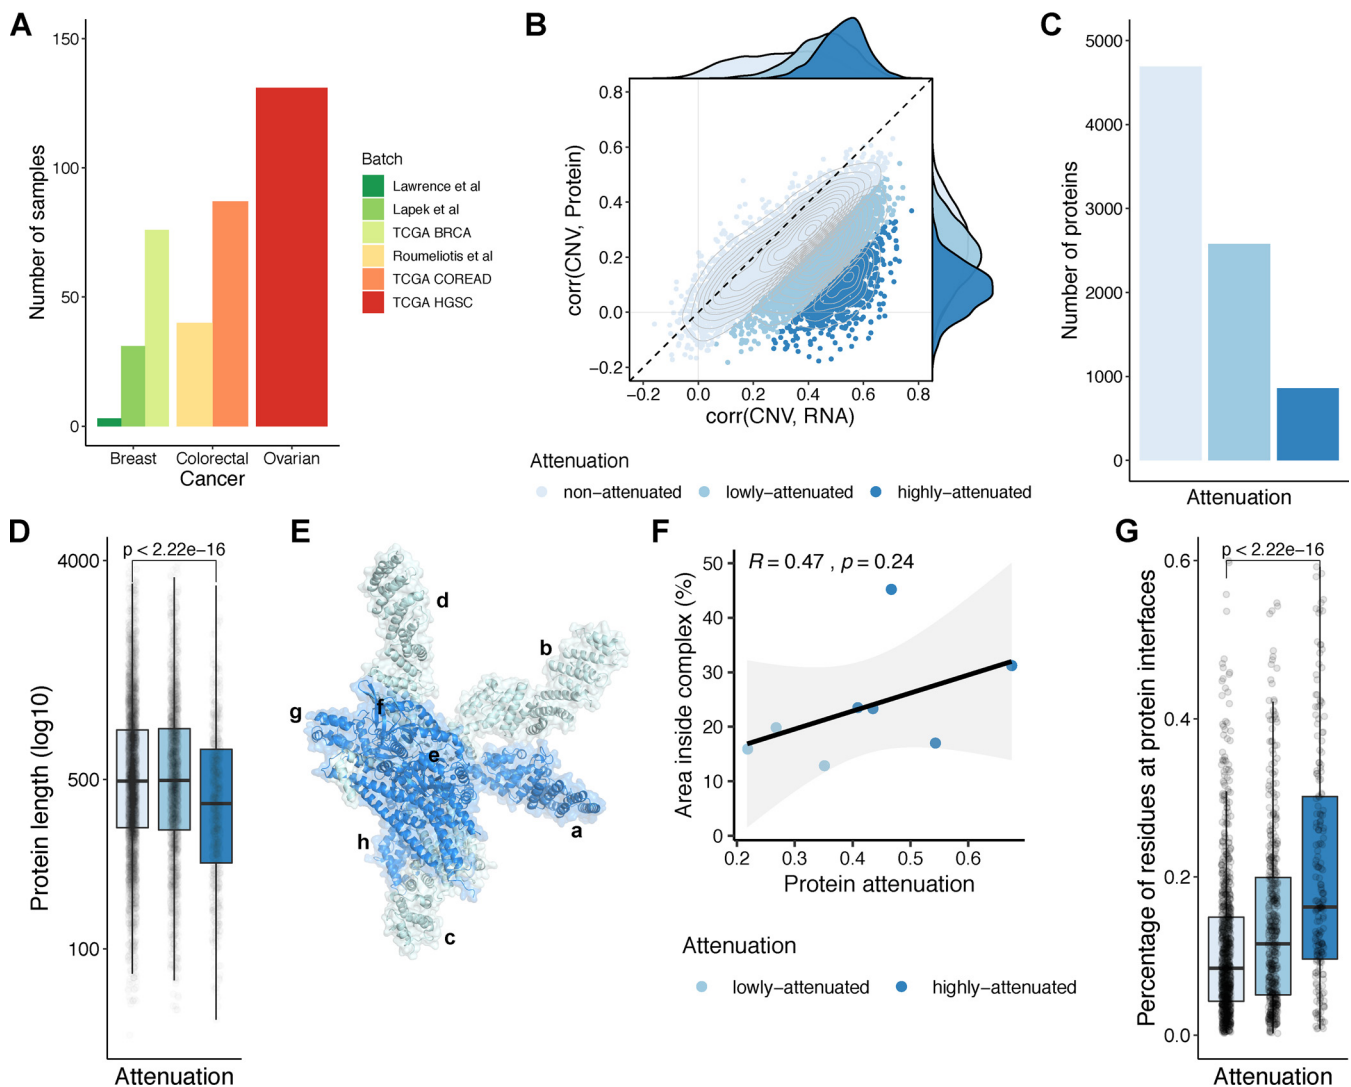 A
150
100
50
0
Number of samples
Breast
Colorectal
Ovarian
Cancer
Batch
Lawrence et al
Lapek et al
TCGA BRCA
Roumeliotis et al
TCGA COREAD
TCGA HGSC
B
0.8
0.6
0.4
0.2
0.0
−0.2
corr(CNV, Protein)
−0.2
0.0
0.2
0.4
0.6
0.8
corr(CNV, RNA)
Attenuation
non−attenuated
lowly−attenuated
highly−attenuated
C
5000
4000
3000
2000
1000
0
Number of proteins
Attenuation
D
p < 2.22e−16
4000
500
100
Protein length (log10)
Attenuation
E
d
b
g
f
e
a
h
c
F
R = 0.47 , p = 0.24
50
40
30
20
10
0
Area inside complex (%)
0.2
0.3
0.4
0.5
0.6
Protein attenuation
Attenuation
lowly−attenuated
highly−attenuated
G
p < 2.22e−16
0.6
0.4
0.2
0.0
Percentage of residues at protein interfaces
Attenuation